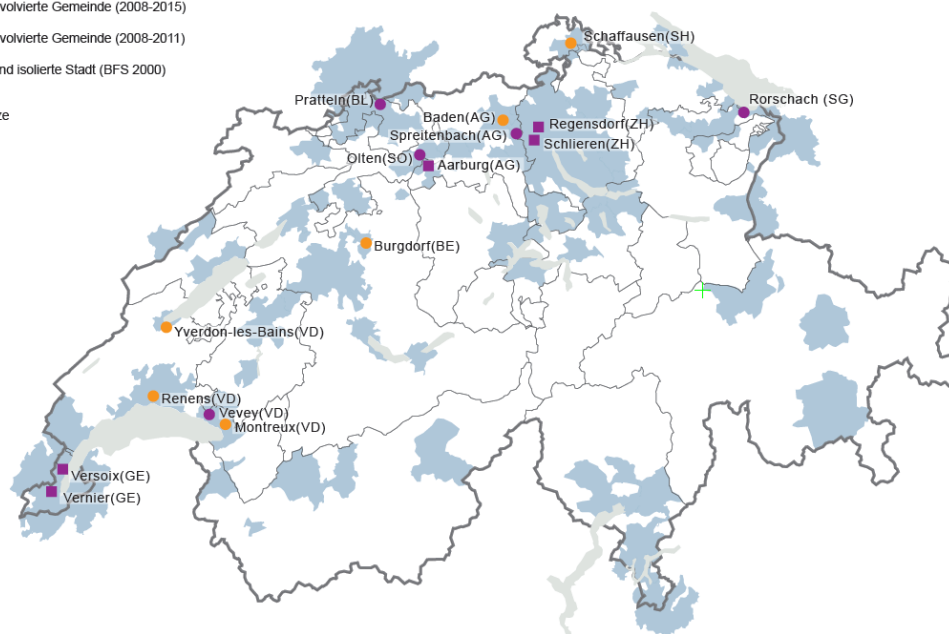 volvierte Gemeinde (2008-2015)
volvierte Gemeinde (2008-2011)
nd isolierte Stadt (BFS 2000)
ze
Schaffausen(SH)
Pratteln(BL)
Rorschach (SG)
Baden(AG)
Regensdorf(ZH)
Spreitenbach(AG)
Schlieren(ZH)
Olten(SO)
Aarburg(AG)
Burgdorf(BE)
Yverdon-les-Bains(VD)
Renens(VD)
Vevey(VD)
Montreux(VD)
Versoix(GE)
Vernier(GE)